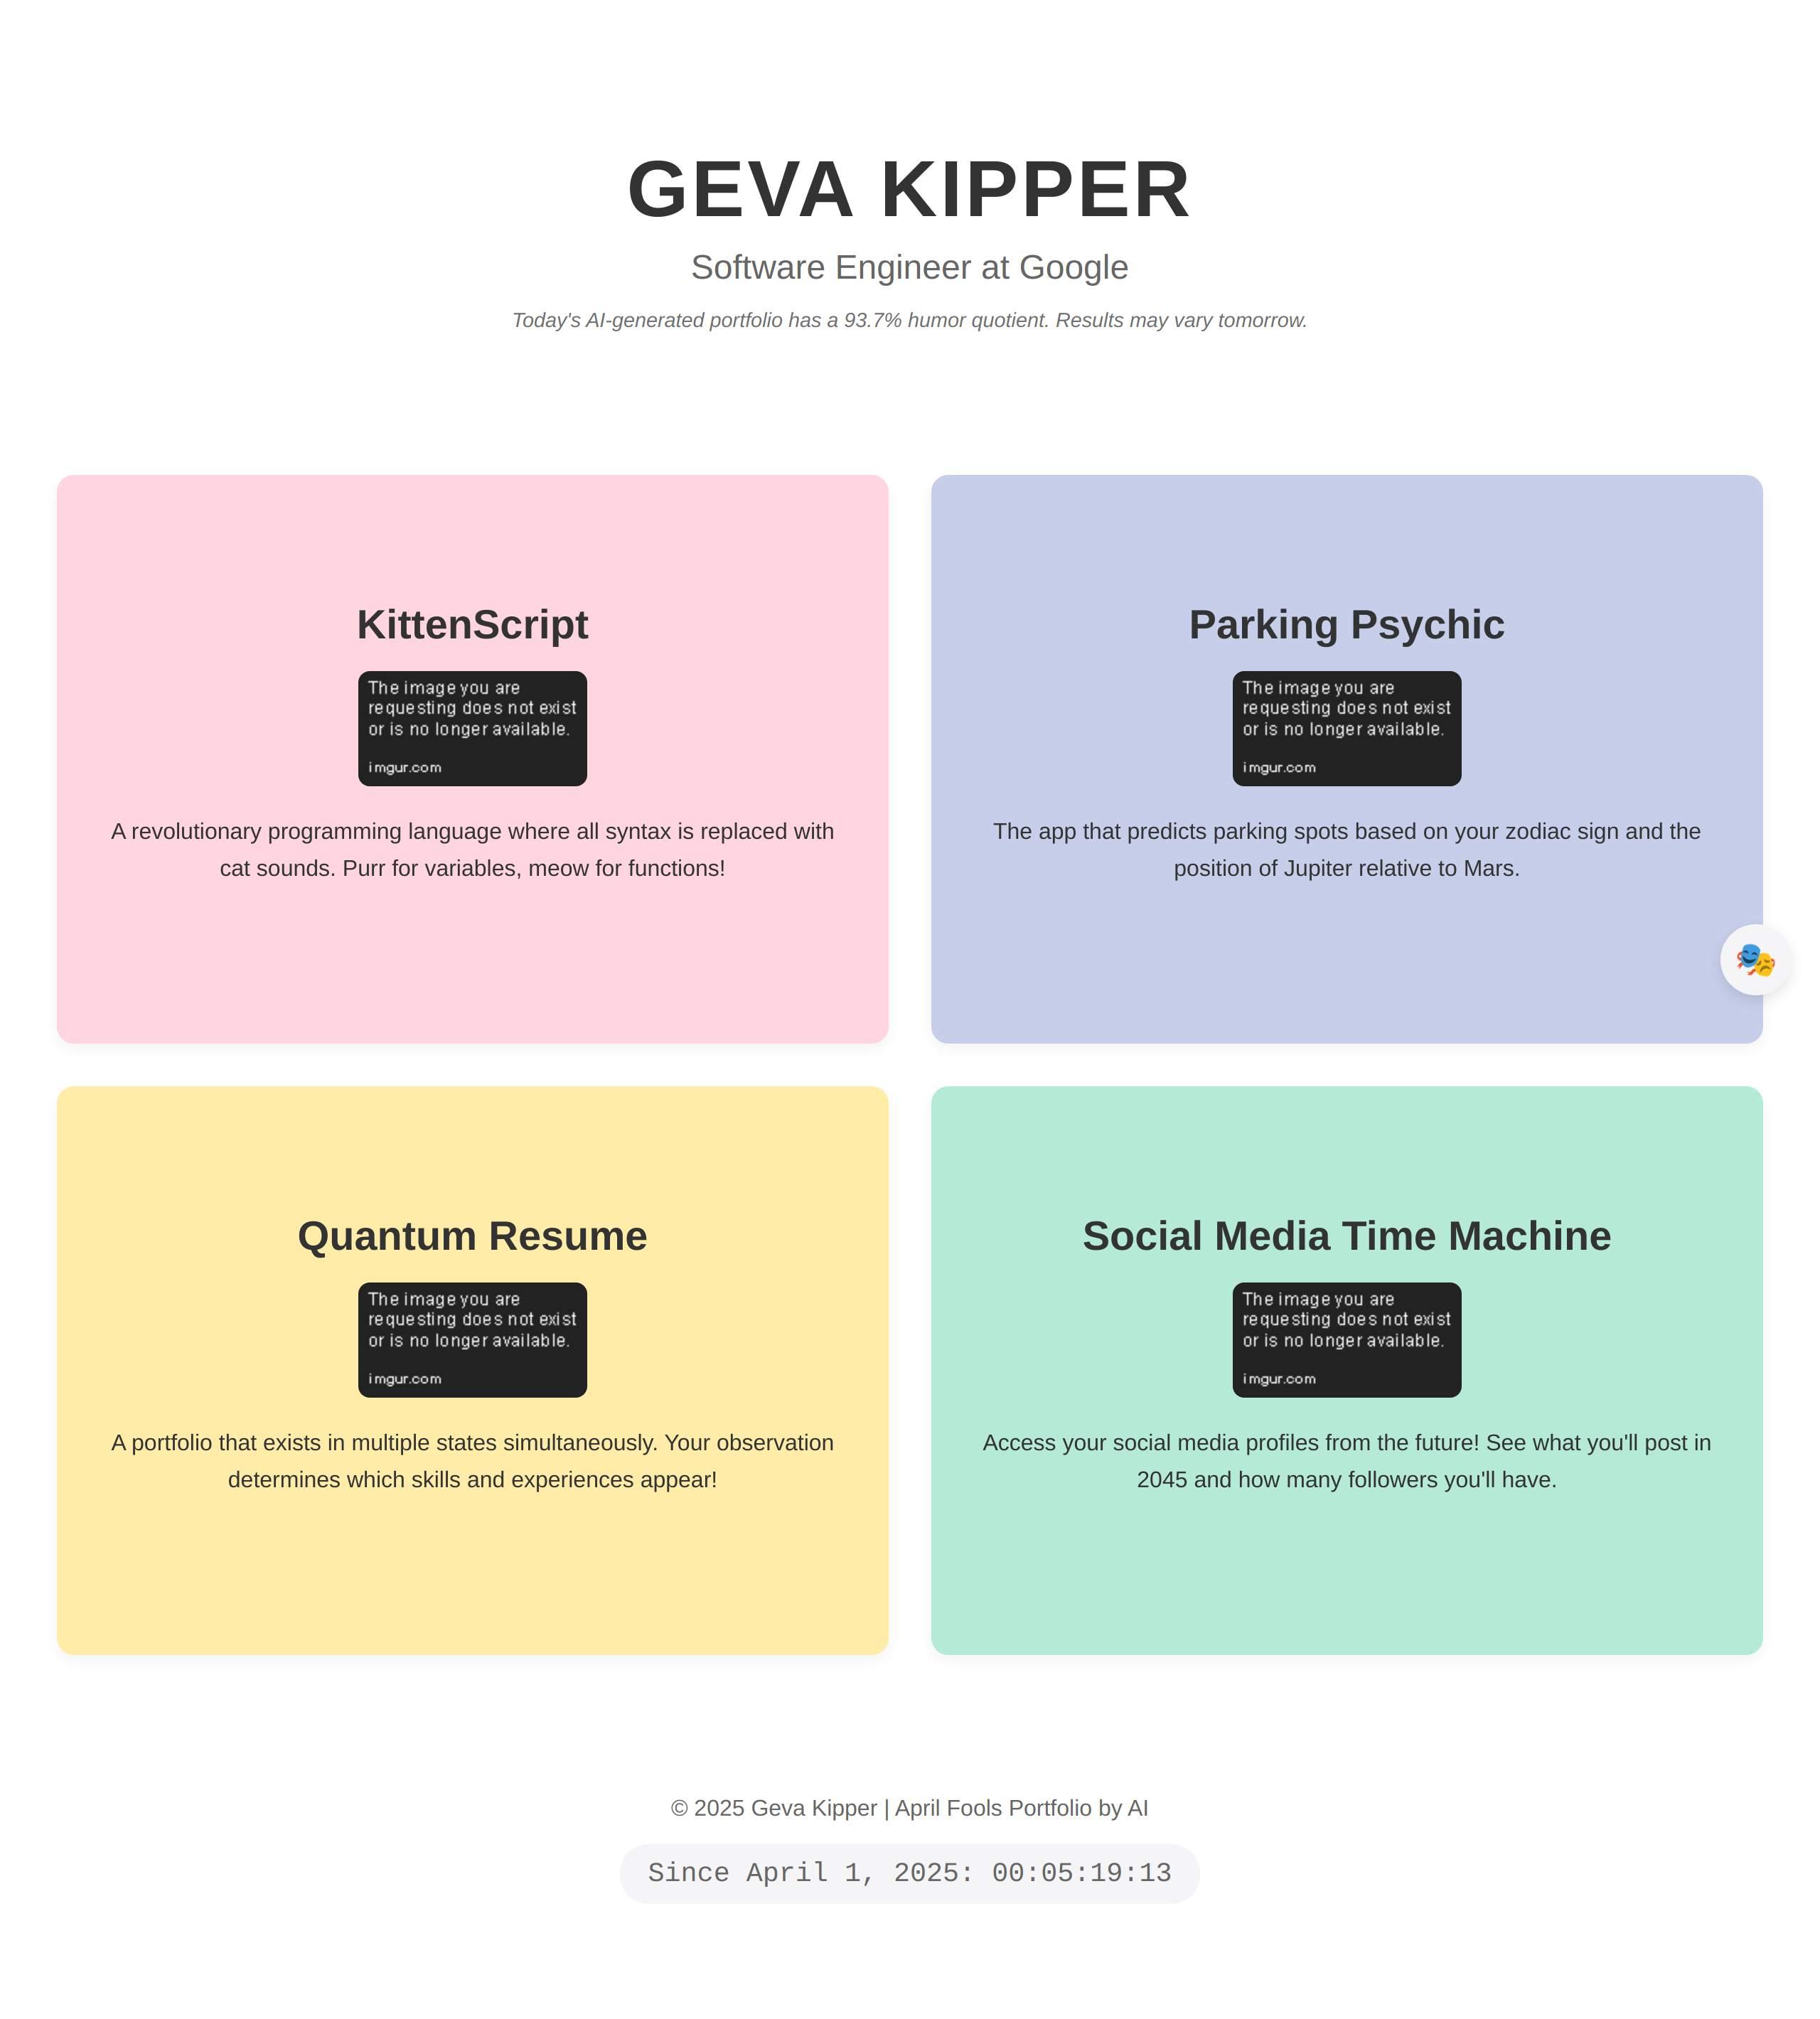 GEVA KIPPER
Software Engineer at Google
Today's AI-generated portfolio has a 93.7% humor quotient. Results may vary tomorrow.
KittenScript
The image you are
requesting does not exist
or is no longer available.
imgur.com
A revolutionary programming language where all syntax is replaced with
cat sounds. Purr for variables, meow for functions!
Parking Psychic
The image you are
requesting does not exist
or is no longer available.
imgur.com
The app that predicts parking spots based on your zodiac sign and the
position of Jupiter relative to Mars.
Quantum Resume
The image you are
requesting does not exist
or is no longer available.
imgur.com
A portfolio that exists in multiple states simultaneously. Your observation
determines which skills and experiences appear!
Social Media Time Machine
The image you are
requesting does not exist
or is no longer available.
imgur.com
Access your social media profiles from the future! See what you'll post in
2045 and how many followers you'll have.
© 2025 Geva Kipper | April Fools Portfolio by AI
Since April 1, 2025: 00:05:19:13